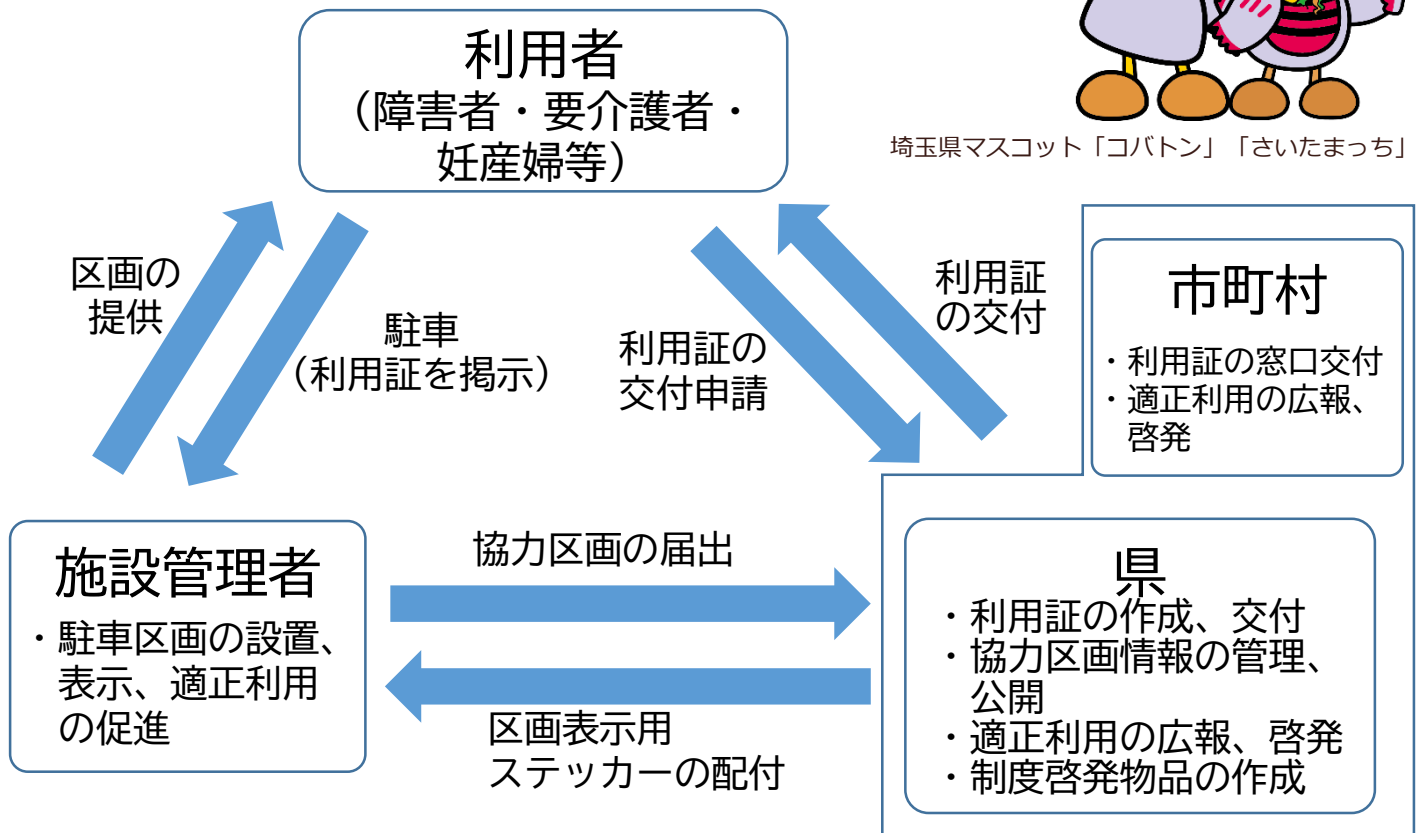 利用者
（障害者・要介護者・
妊産婦等）
埼玉県マスコット「コバトン」「さいたまっち」
区画の
提供
駐車
（利用証を掲示）
利用証の
交付申請
利用証
の交付
市町村
・利用証の窓口交付
・適正利用の広報、
啓発
施設管理者
・駐車区画の設置、
表示、適正利用
の促進
協力区画の届出
区画表示用
ステッカーの配付
県
・利用証の作成、交付
・協力区画情報の管理、
公開
・適正利用の広報、啓発
・制度啓発物品の作成